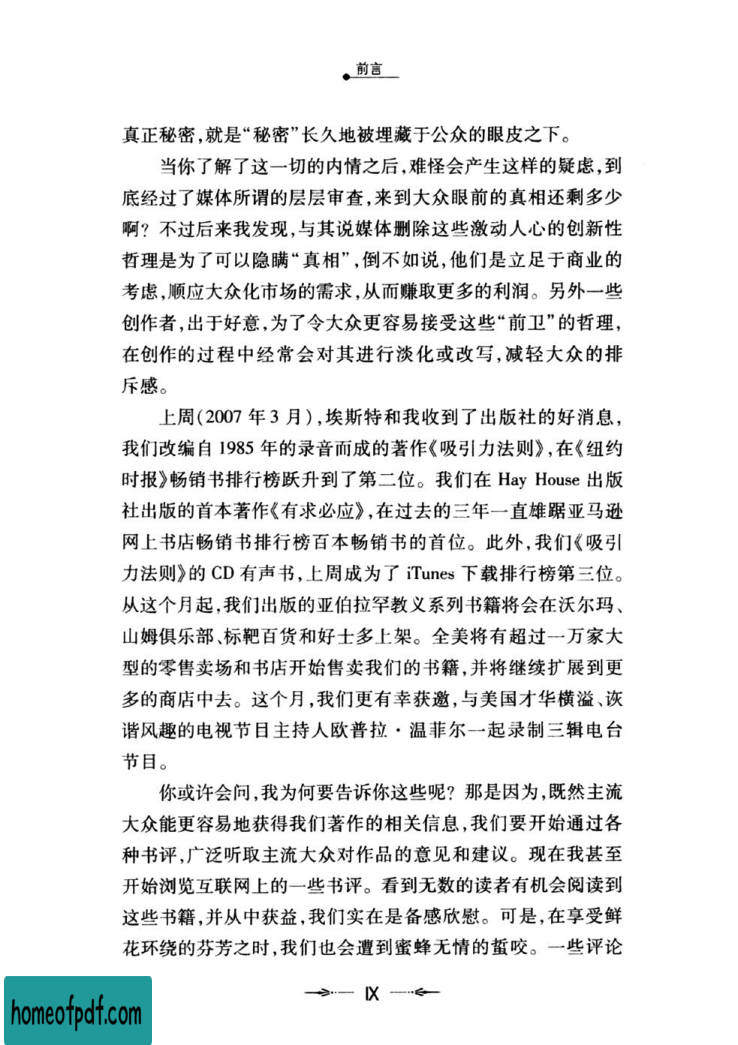 前言
真正秘密,就是“秘密”长久地被埋藏于公众的眼皮之下。
当你了解了这一切的内情之后,难怪会产生这样的疑虑,到
底经过了媒体所谓的层层审查,来到大众眼前的真相还剩多少
啊?不过后来我发现,与其说媒体删除这些激动人心的创新性
哲理是为了可以隐瞒“真相”,倒不如说,他们是立足于商业的
考虑,顺应大众化市场的需求,从而赚取更多的利润。另外一些
创作者,出于好意,为了令大众更容易接受这些“前卫”的哲理,
在创作的过程中经常会对其进行淡化或改写,减轻大众的排
斥感。
上周(2007 年 3 月),埃斯特和我收到了出版社的好消息,
我们改编自 1985 年的录音而成的著作《吸引力法则》,在《纽约
时报》畅销书排行榜跃升到了第二位。我们在 Hay House 出版
社出版的首本著作《有求必应》,在过去的三年一直雄踞亚马逊
网上书店畅销书排行榜百本畅销书的首位。此外,我们《吸引
力法则》的 CD 有声书,上周成为了 iTunes 下载排行榜第三位。
从这个月起,我们出版的亚伯拉罕教义系列书籍将会在沃尔玛、
山姆俱乐部、标靶百货和好士多上架。全美将有超过一万家大
型的零售卖场和书店开始售卖我们的书籍,并将继续扩展到更
多的商店中去。这个月,我们更有幸获邀,与美国才华横溢、诙
谐风趣的电视节目主持人欧普拉·温菲尔一起录制三辑电台
节目。
你或许会问,我为何要告诉你这些呢?那是因为,既然主流
大众能更容易地获得我们著作的相关信息,我们要开始通过各
种书评,广泛听取主流大众对作品的意见和建议。现在我甚至
开始浏览互联网上的一些书评。看到无数的读者有机会阅读到
这些书籍,并从中获益,我们实在是备感欣慰。可是,在享受鲜
花环绕的芬芳之时,我们也会遭到蜜蜂无情的蜇咬。一些评论
IX
homeofpdf.com